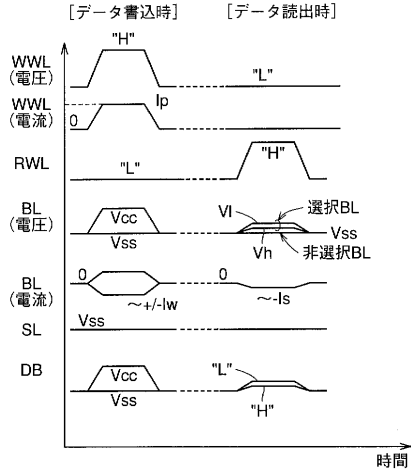 [データ書込時] [データ読出時]
"H"
WWL
(電圧)
"L"
WWL
(電流)
Ip
0
RWL
"L"
"H"
BL
(電圧)
Vcc
Vss
Vl
選択BL
Vss
Vh
非選択BL
BL
(電流)
0
〜+/-Iw
0
〜-Is
SL
Vss
DB
Vcc
Vss
"L"
"H"
時間